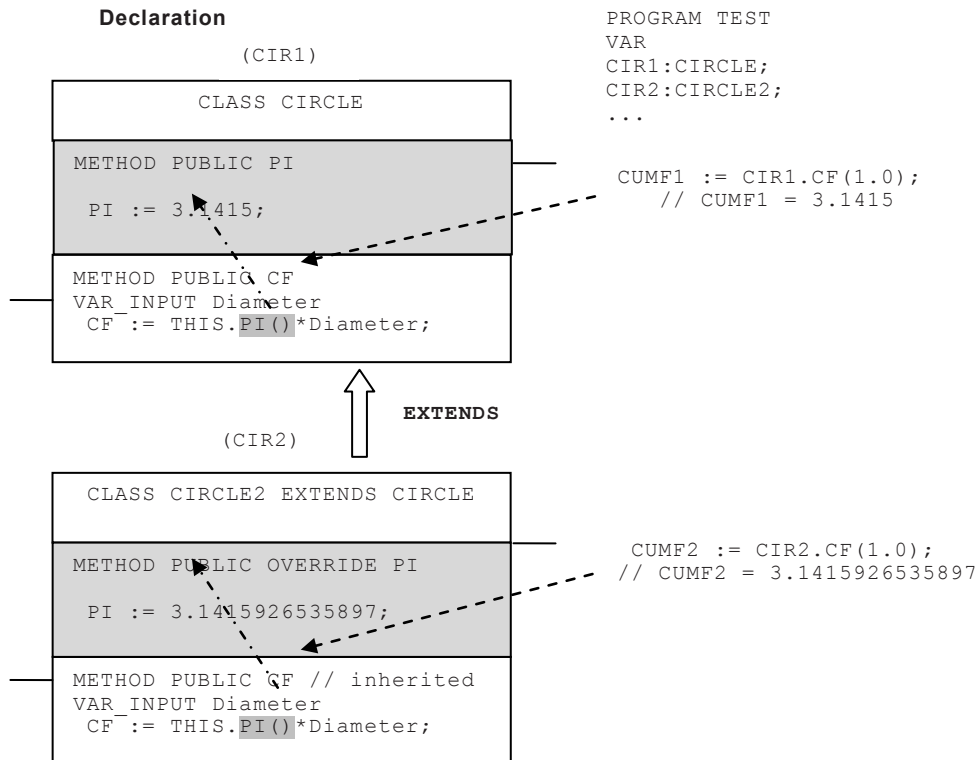 Declaration
(CIR1)
CLASS CIRCLE
METHOD PUBLIC PI
PI := 3.1415;
METHOD PUBLIC CF
VAR_INPUT Diameter
CF := THIS.PI()*Diameter;
EXTENDS
(CIR2)
CLASS CIRCLE2 EXTENDS CIRCLE
METHOD PUBLIC OVERRIDE PI
PI := 3.1415926535897;
METHOD PUBLIC CF // inherited
VAR_INPUT Diameter
CF := THIS.PI()*Diameter;
PROGRAM TEST
VAR
CIR1:CIRCLE;
CIR2:CIRCLE2;
...
CUMF1 := CIR1.CF(1.0);
// CUMF1 = 3.1415
CUMF2 := CIR2.CF(1.0);
// CUMF2 = 3.1415926535897